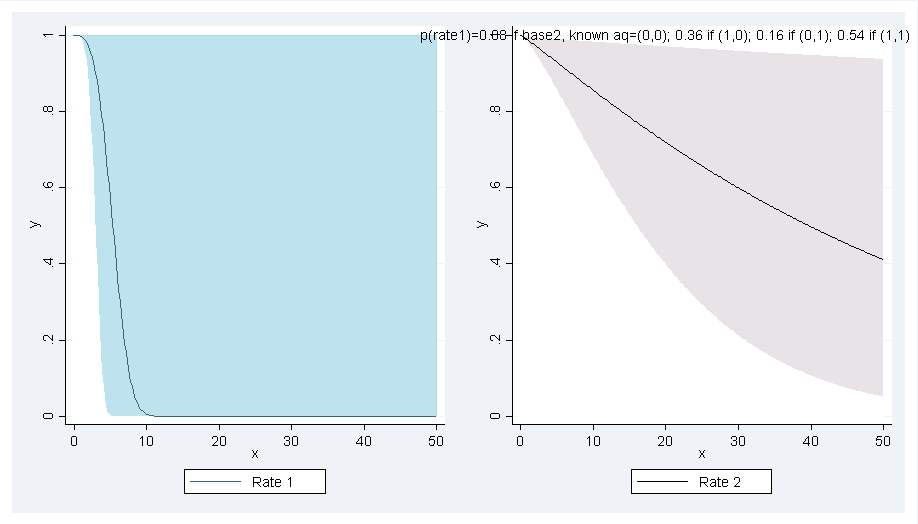 p(rate1)=0.08 if base2, known aq=(0,0); 0.36 if (1,0); 0.16 if (0,1); 0.54 if (1,1)
1
.8
.6
.4
.2
0
y
0 10 20 30 40 50
x
Rate 1
1
.8
.6
.4
.2
0
y
0 10 20 30 40 50
x
Rate 2